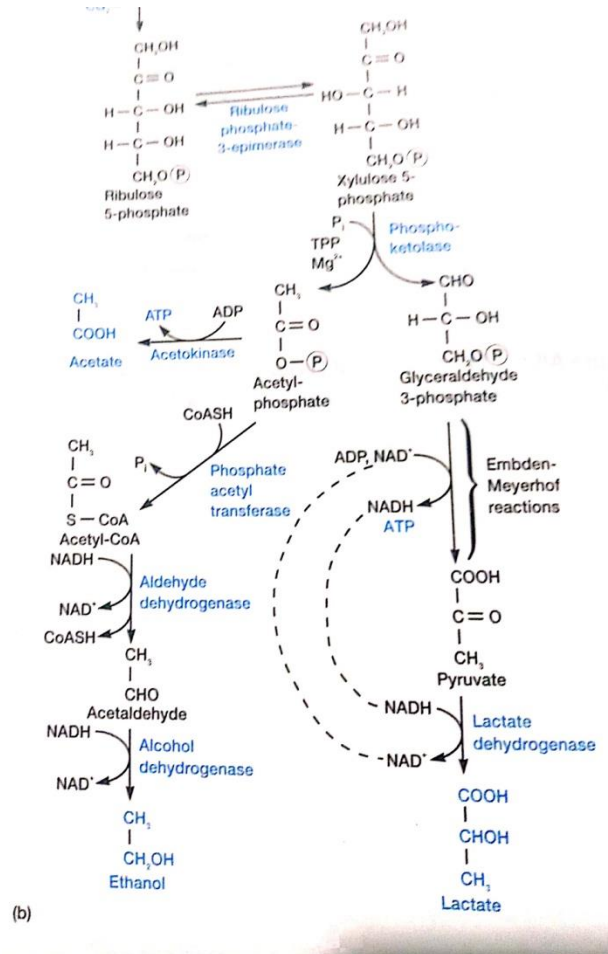 CH₂OH
C=O
H-C-OH
H-C-OH
CH₂O(P)
Ribulose
5-phosphate
Ribulose
phosphate-
3-epimerase
CH₂OH
C=O
HO-C-H
H-C-OH
CH₂O(P)
Xylulose 5-
phosphate
Pᵢ
TPP
Mg²⁺
Phospho-
ketolase
CH₃
COOH
Acetate
ATP
ADP
Acetokinase
CH₃
C=O
O-(P)
Acetyl-
phosphate
CHO
H-C-OH
CH₂O(P)
Glyceraldehyde
3-phosphate
CoASH
Pᵢ
Phosphate
acetyl
transferase
CH₃
C=O
S-CoA
Acetyl-CoA
ADP, NAD⁺
NADH
ATP
Embden-
Meyerhof
reactions
NADH
NAD⁺
CoASH
Aldehyde
dehydrogenase
CH₃
CHO
Acetaldehyde
COOH
C=O
CH₃
Pyruvate
NADH
NAD⁺
Alcohol
dehydrogenase
NADH
NAD⁺
Lactate
dehydrogenase
CH₃
CH₂OH
Ethanol
COOH
CHOH
CH₃
Lactate
(b)